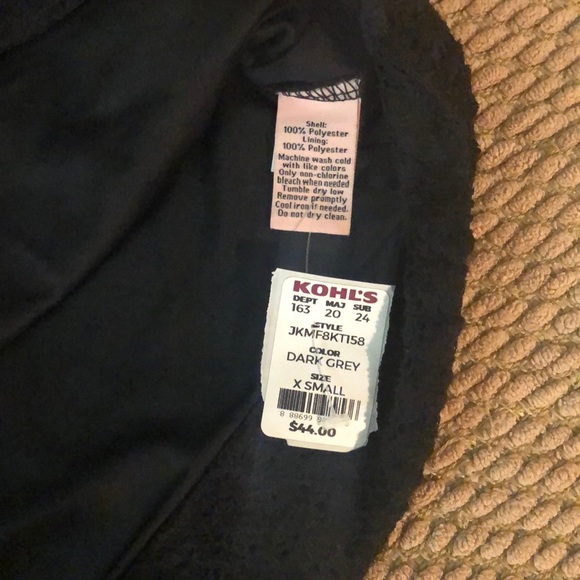 Shell:
100% Polyester
Lining:
100% Polyester
Machine wash cold
with like colors
Only non-chlorine
bleach when needed
Tumble dry low
Remove promptly
Cool iron if needed.
Do not dry clean.
KOHL'S
DEPT MAJ SUB
163 20 24
STYLE
JKMF8KT158
COLOR
DARK GREY
SIZE
X SMALL
8 88699
$44.00